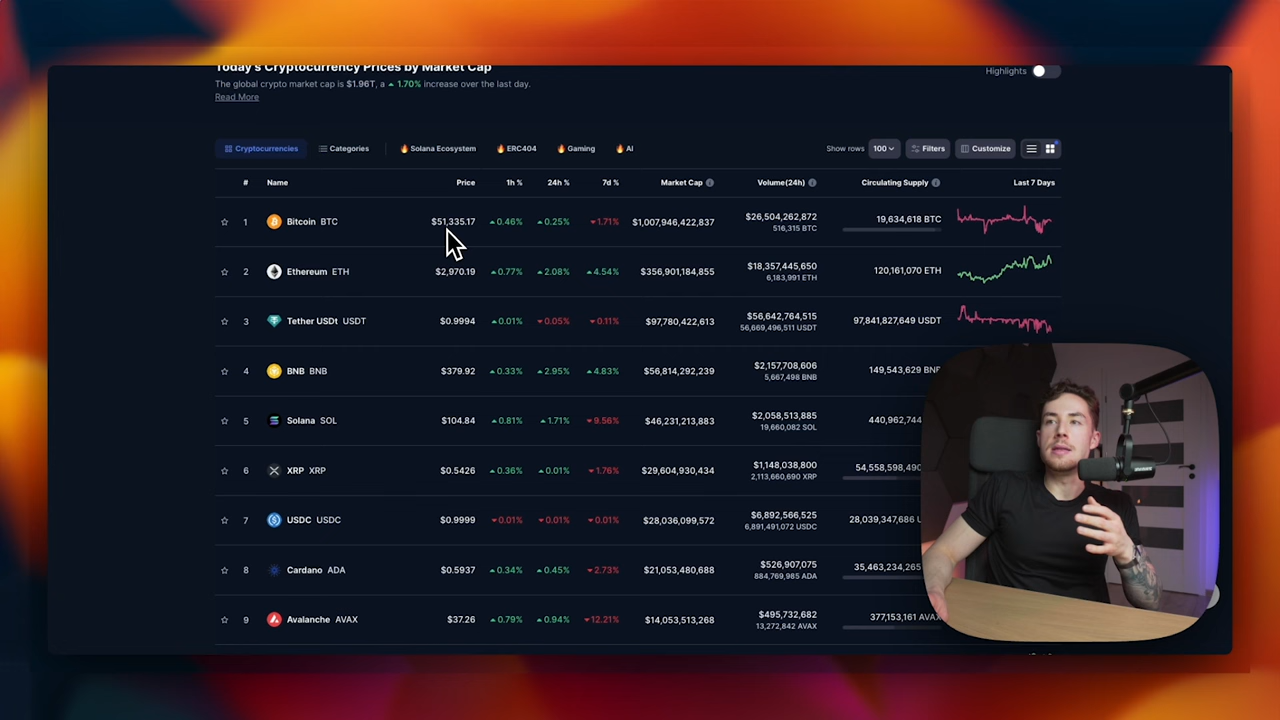 Today's Cryptocurrency Prices by Market Cap
The global crypto market cap is $1.96T, a 1.70% increase over the last day.
Read More
Highlights
Cryptocurrencies Categories Solana Ecosystem ERC404 Gaming AI Show rows 100 Filters Customize
# Name Price 1h % 24h % 7d % Market Cap Volume(24h) Circulating Supply Last 7 Days
1 Bitcoin BTC $51,335.17 0.46% 0.25% 1.71% $1,007,946,422,837 $26,504,262,872 19,634,618 BTC
516,315 BTC
2 Ethereum ETH $2,970.19 0.77% 2.08% 4.54% $356,901,184,855 $18,357,445,650 120,161,070 ETH
6,183,991 ETH
3 Tether USDt USDT $0.9994 0.01% 0.05% 0.11% $97,780,422,613 $56,642,764,515 97,841,827,649 USDT
56,669,496,511 USDT
4 BNB BNB $379.92 0.33% 2.95% 4.83% $56,814,292,239 $2,157,708,606 149,543,629 BNB
5,667,498 BNB
5 Solana SOL $104.84 0.81% 1.71% 9.56% $46,231,213,883 $2,058,513,885 440,962,744
19,660,082 SOL
6 XRP XRP $0.5426 0.36% 0.01% 1.76% $29,604,930,434 $1,148,038,800 54,558,598,490
2,113,660,690 XRP
7 USDC USDC $0.9999 0.01% 0.01% 0.01% $28,036,099,572 $6,892,566,525 28,039,347,686 U
6,891,491,072 USDC
8 Cardano ADA $0.5937 0.34% 0.45% 2.73% $21,053,480,688 $526,907,075 35,463,234,265
884,769,985 ADA
9 Avalanche AVAX $37.26 0.79% 0.94% 12.21% $14,053,513,268 $495,732,682 377,153,161 AVAX
13,272,842 AVAX